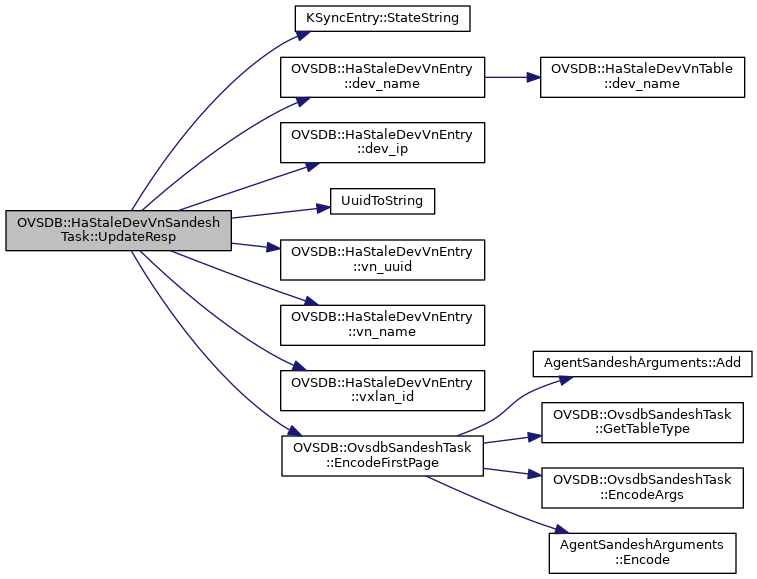 KSyncEntry::StateString
OVSDB::HaStaleDevVnEntry
::dev_name
OVSDB::HaStaleDevVnTable
::dev_name
OVSDB::HaStaleDevVnEntry
::dev_ip
UuidToString
OVSDB::HaStaleDevVnSandesh
Task::UpdateResp
OVSDB::HaStaleDevVnEntry
::vn_uuid
OVSDB::HaStaleDevVnEntry
::vn_name
OVSDB::HaStaleDevVnEntry
::vxlan_id
OVSDB::OvsdbSandeshTask
::EncodeFirstPage
AgentSandeshArguments::Add
OVSDB::OvsdbSandeshTask
::GetTableType
OVSDB::OvsdbSandeshTask
::EncodeArgs
AgentSandeshArguments
::Encode